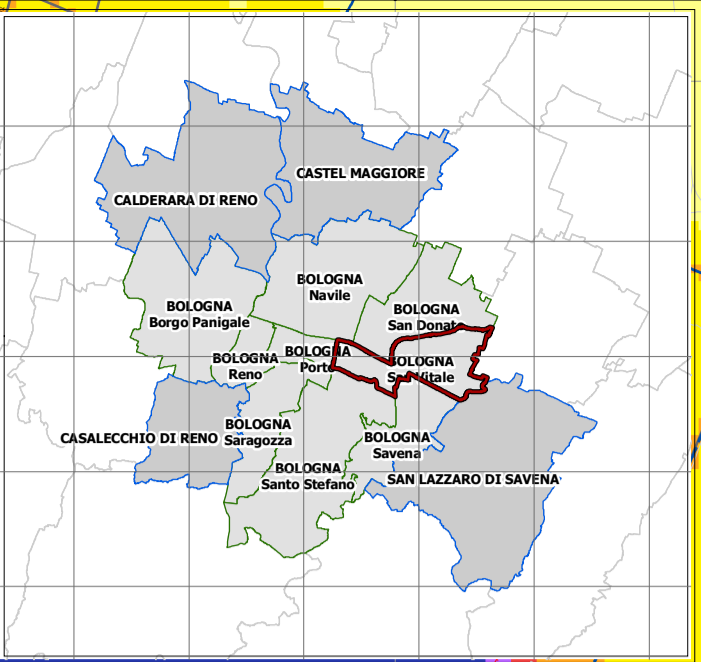 CASTEL MAGGIORE
CALDERARA DI RENO
BOLOGNA
Navile
BOLOGNA
Borgo Panigale
BOLOGNA
San Donato
BOLOGNA
Porto
BOLOGNA
Reno
BOLOGNA
San Vitale
BOLOGNA
Saragozza
CASALECCHIO DI RENO
BOLOGNA
Savena
BOLOGNA
Santo Stefano
SAN LAZZARO DI SAVENA